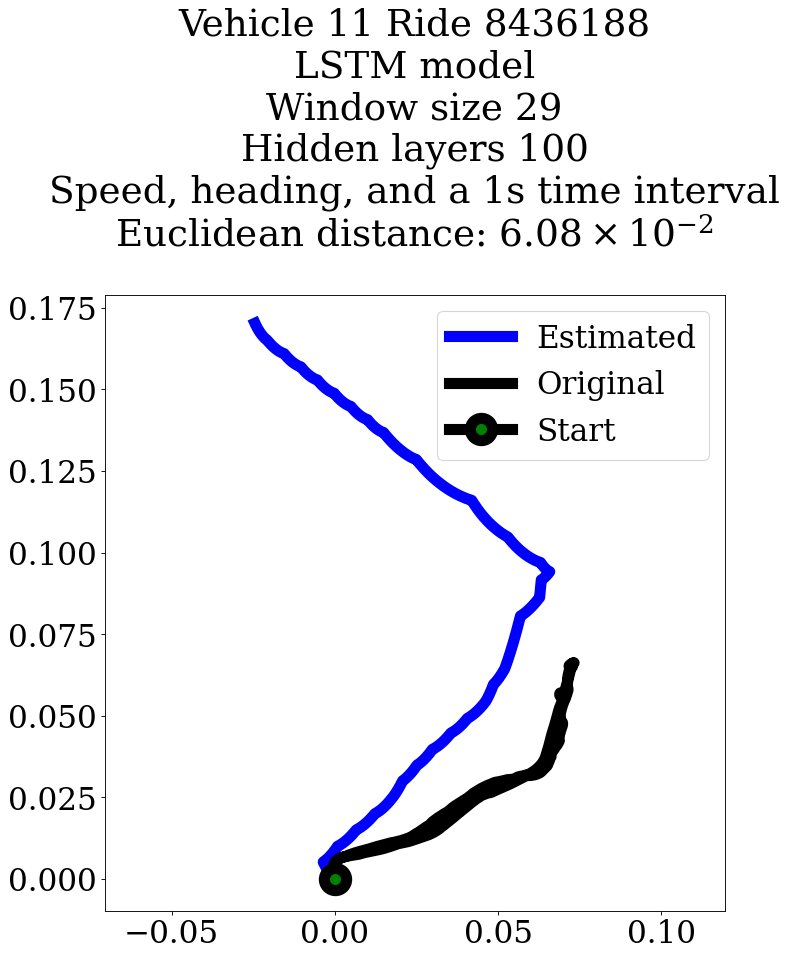 Vehicle 11 Ride 8436188
LSTM model
Window size 29
Hidden layers 100
Speed, heading, and a 1s time interval
Euclidean distance: 6.08 × 10⁻²
0.175
0.150
0.125
0.100
0.075
0.050
0.025
0.000
Estimated
Original
Start
−0.05
0.00
0.05
0.10